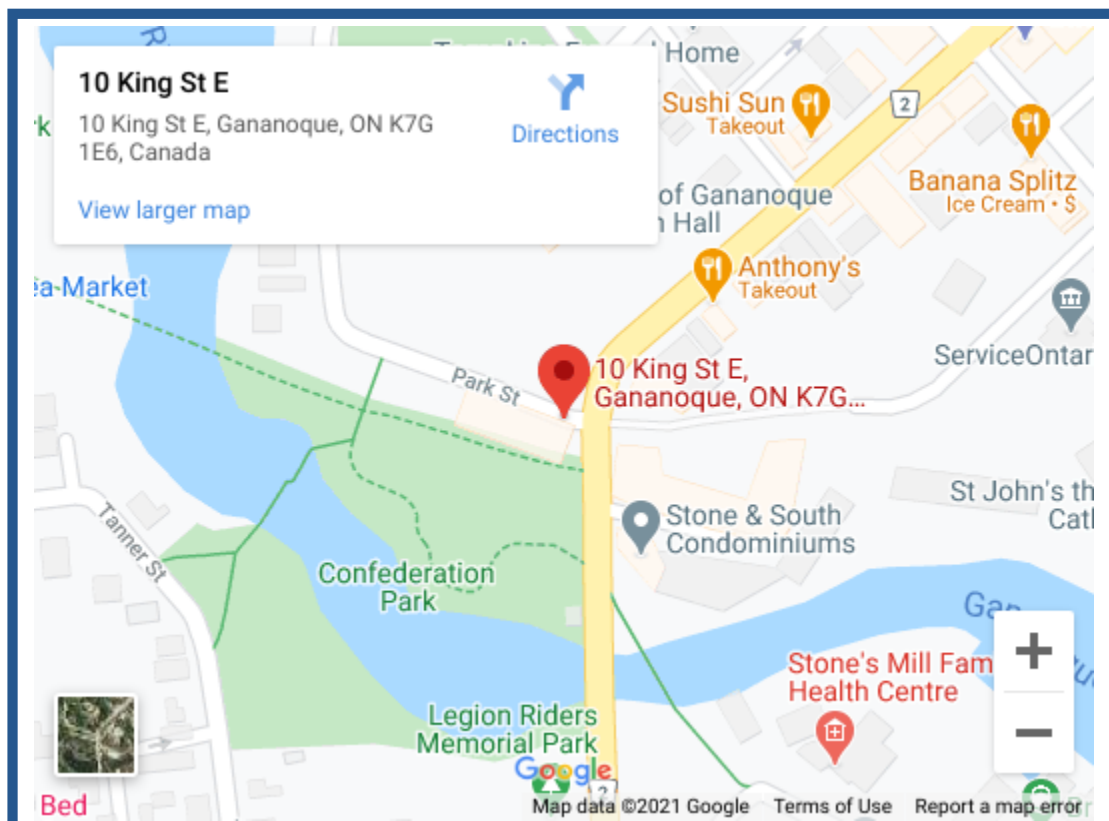 10 King St E
10 King St E, Gananoque, ON K7G
1E6, Canada
Directions
View larger map
Home
Sushi Sun
Takeout
2
Banana Splitz
Ice Cream • $
of Gananoque
Hall
Anthony's
Takeout
Market
ServiceOntar
Park St
10 King St E,
Gananoque, ON K7G...
Tanner St
Stone & South
Condominiums
St John's th
Cath
Confederation
Park
Gan
Stone's Mill Fam
Health Centre
Legion Riders
Memorial Park
Google
2
Bed
Map data ©2021 Google
Terms of Use
Report a map error